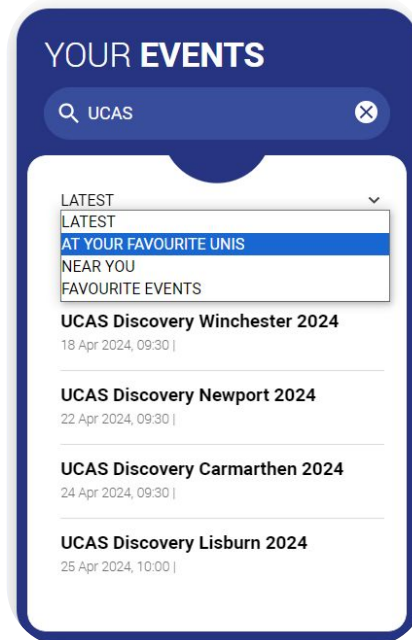 YOUR EVENTS
UCAS
LATEST
LATEST
AT YOUR FAVOURITE UNIS
NEAR YOU
FAVOURITE EVENTS
UCAS Discovery Winchester 2024
18 Apr 2024, 09:30 |
UCAS Discovery Newport 2024
22 Apr 2024, 09:30 |
UCAS Discovery Carmarthen 2024
24 Apr 2024, 09:30 |
UCAS Discovery Lisburn 2024
25 Apr 2024, 10:00 |